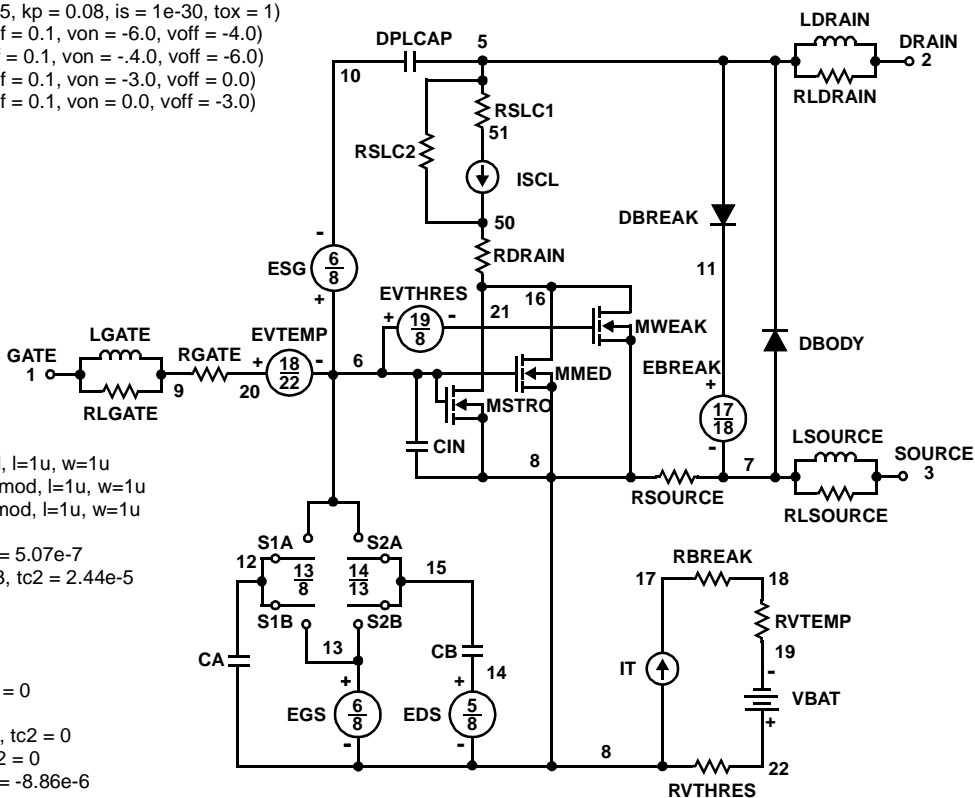 5, kp = 0.08, is = 1e-30, tox = 1)
f = 0.1, von = -6.0, voff = -4.0)
f = 0.1, von = -.4.0, voff = -6.0)
f = 0.1, von = -3.0, voff = 0.0)
f = 0.1, von = 0.0, voff = -3.0)
DPLCAP
5
10
LDRAIN
DRAIN
2
RLDRAIN
RSLC1
51
RSLC2
ISCL
50
DBREAK
RDRAIN
11
ESG
6
8
-
+
EVTHRES
16
21
+
19
8
-
MWEAK
LGATE
EVTEMP
GATE
1
RGATE
+
18
22
-
6
MMED
EBREAK
+
DBODY
9
20
MSTRO
17
18
RLGATE
CIN
-
LSOURCE
SOURCE
3
8
7
RSOURCE
RLSOURCE
, l=1u, w=1u
mod, l=1u, w=1u
mod, l=1u, w=1u
= 5.07e-7
3, tc2 = 2.44e-5
S1A
S2A
12
13
8
14
13
15
S1B
S2B
RBREAK
17
18
RVTEMP
13
CB
19
CA
14
IT
-
VBAT
+
+
+
EGS
6
8
EDS
5
8
-
-
= 0
, tc2 = 0
2 = 0
= -8.86e-6
8
22
RVTHRES